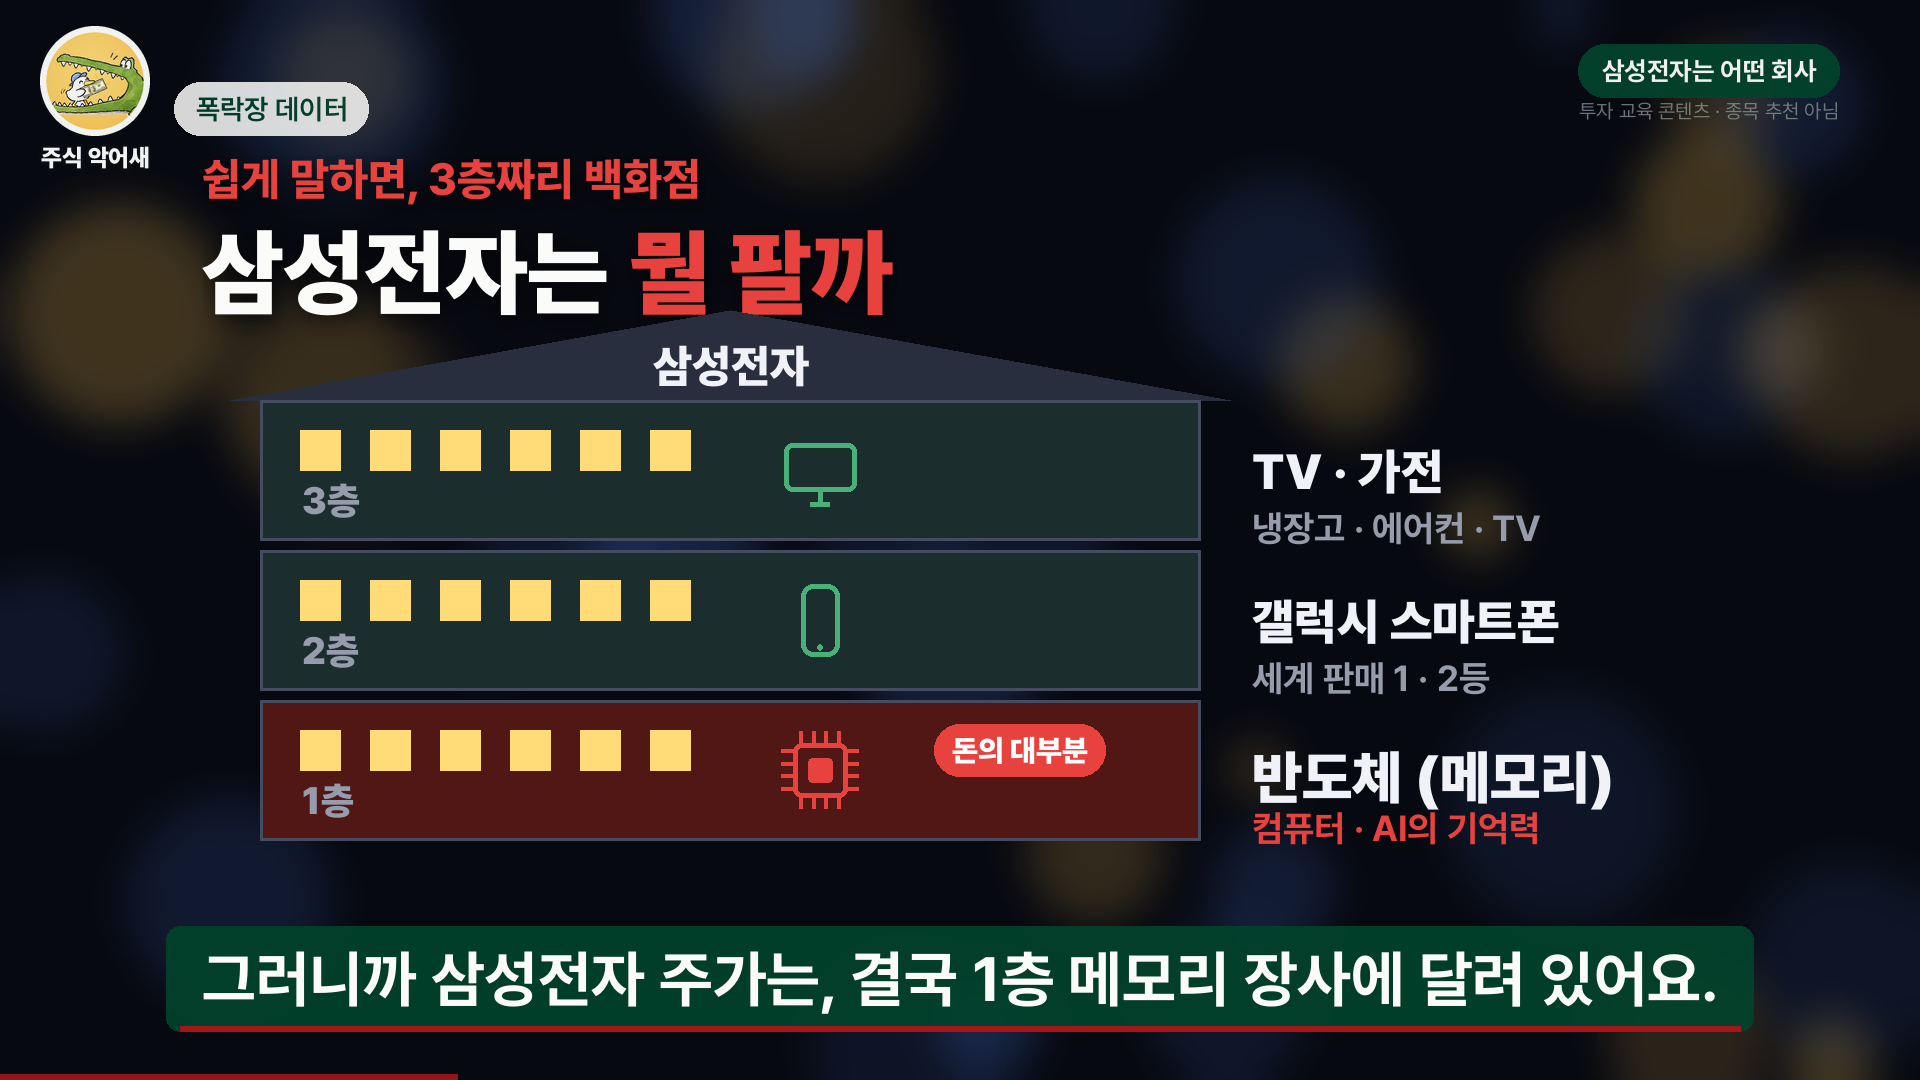 주식 악어새
폭락장 데이터
삼성전자는 어떤 회사
투자 교육 콘텐츠 · 종목 추천 아님
쉽게 말하면, 3층짜리 백화점
삼성전자는 뭘 팔까
삼성전자
3층
TV · 가전
냉장고 · 에어컨 · TV
2층
갤럭시 스마트폰
세계 판매 1 · 2등
1층
돈의 대부분
반도체 (메모리)
컴퓨터 · AI의 기억력
그러니까 삼성전자 주가는, 결국 1층 메모리 장사에 달려 있어요.